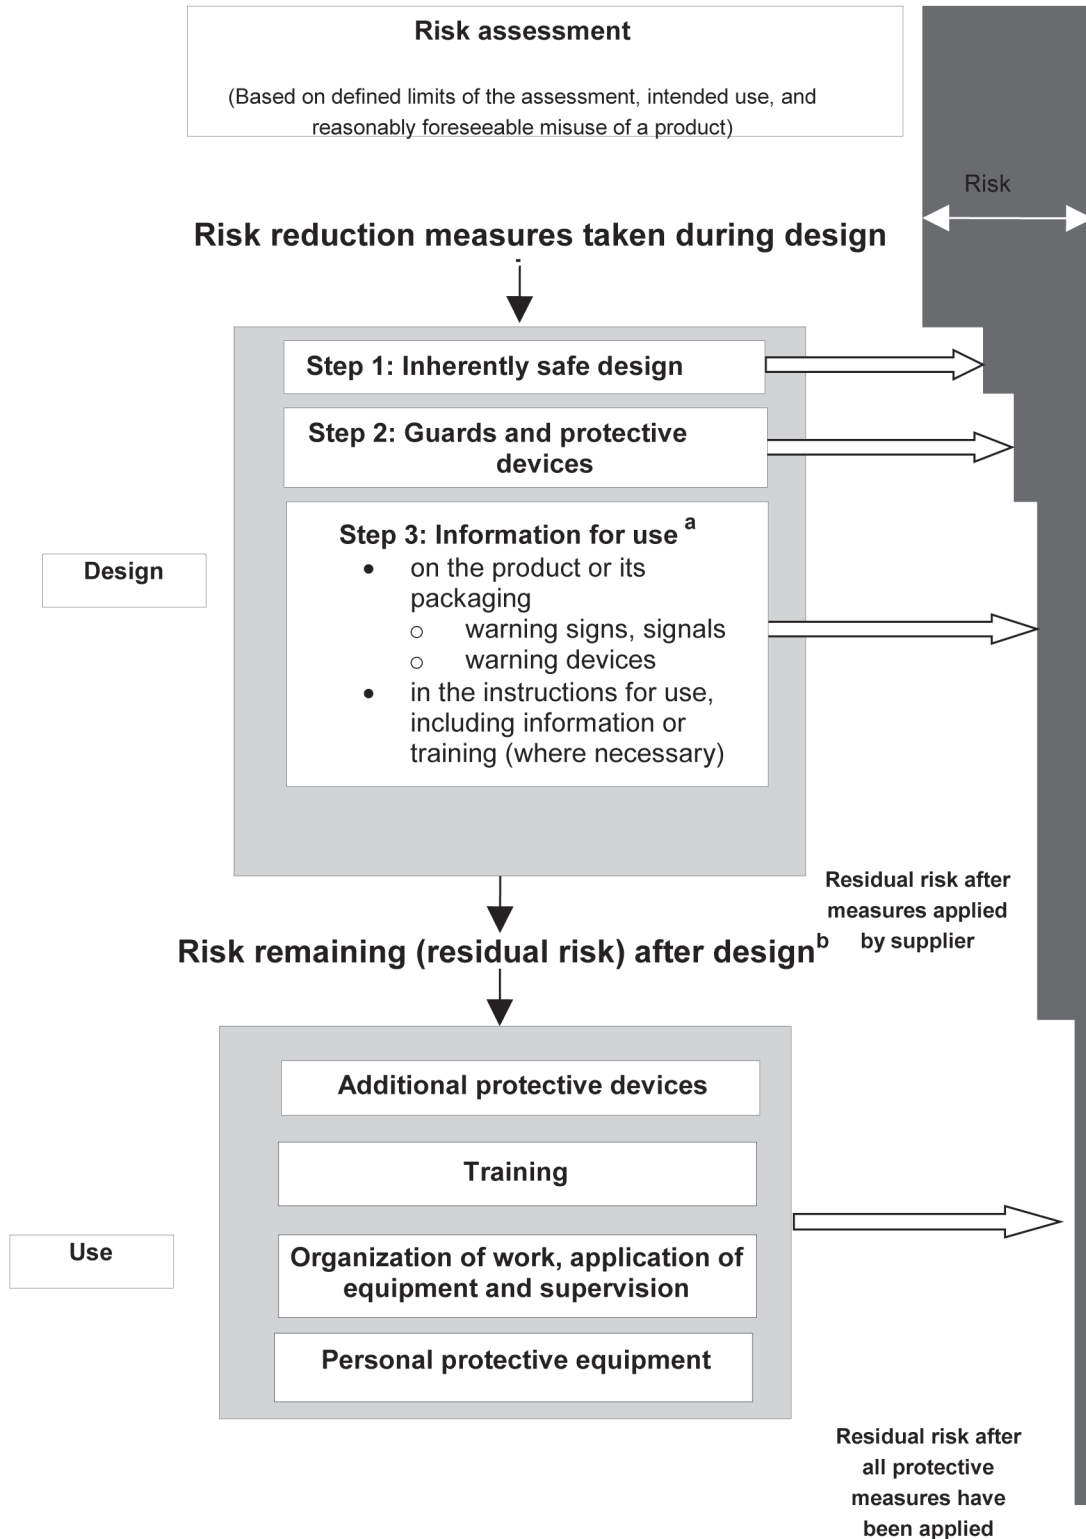 Risk assessment
(Based on defined limits of the assessment, intended use, and
reasonably foreseeable misuse of a product)
Risk
Risk reduction measures taken during design
Step 1: Inherently safe design
Step 2: Guards and protective
devices
Step 3: Information for use a
• on the product or its
packaging
o warning signs, signals
o warning devices
• in the instructions for use,
including information or
training (where necessary)
Design
Residual risk after
measures applied
by supplier
Risk remaining (residual risk) after design b
Additional protective devices
Training
Organization of work, application of
equipment and supervision
Personal protective equipment
Use
Residual risk after
all protective
measures have
been applied